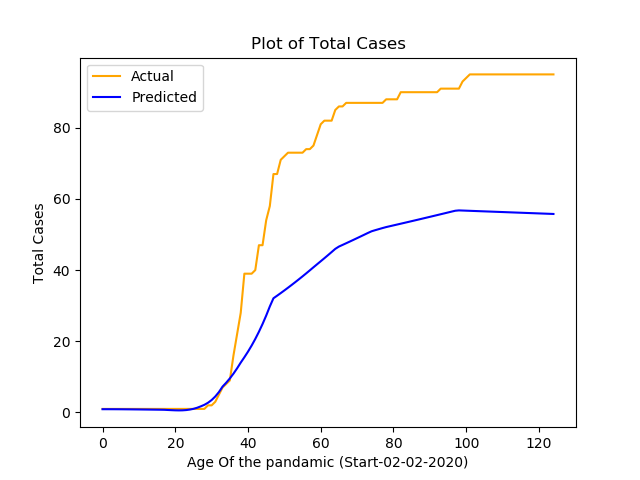 Plot of Total Cases
Actual
Predicted
Total Cases
80
60
40
20
0
0 20 40 60 80 100 120
Age Of the pandamic (Start-02-02-2020)